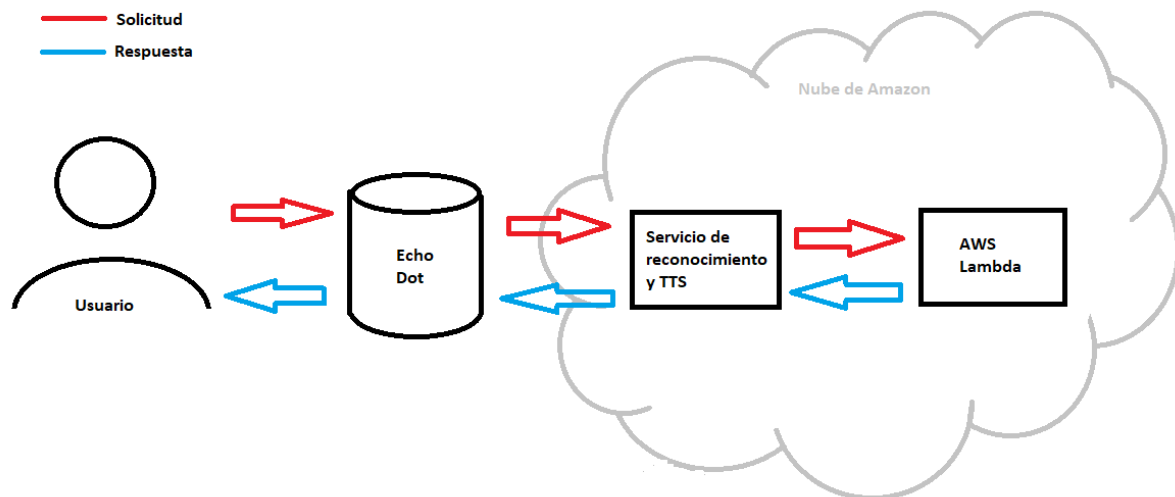 Solicitud
Respuesta
Nube de Amazon
Usuario
Echo
Dot
Servicio de
reconocimiento
y TTS
AWS
Lambda